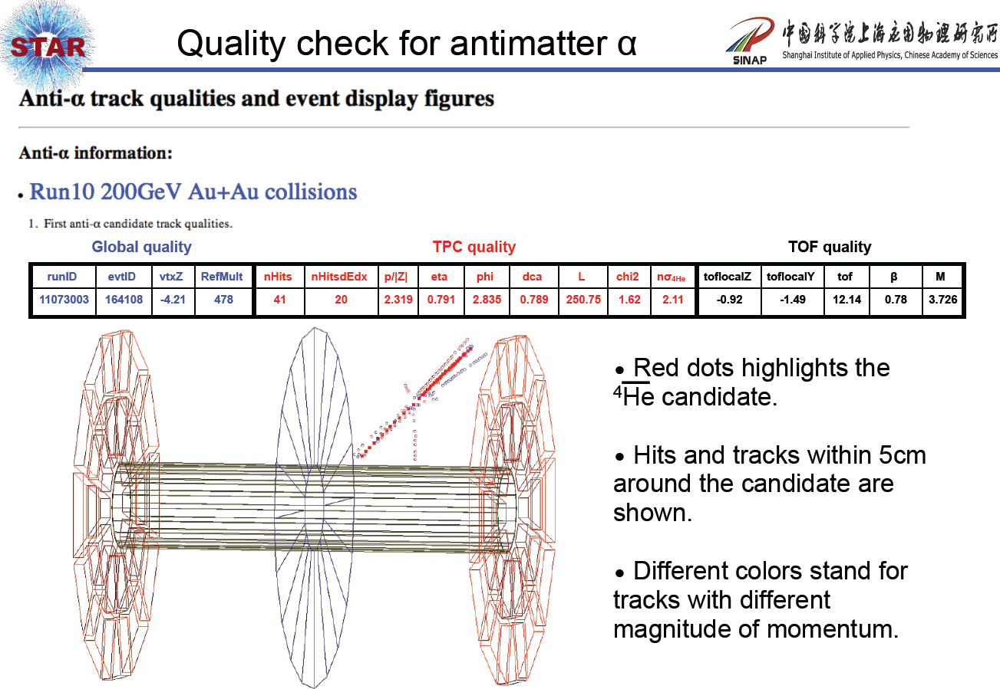 STAR
Quality check for antimatter α
SINAP
中国科学院上海应用物理研究所
Shanghai Institute of Applied Physics, Chinese Academy of Sciences
Anti-α track qualities and event display figures
Anti-α information:
• Run10 200GeV Au+Au collisions
1. First anti-α candidate track qualities.
Global quality TPC quality TOF quality
runID evtID vtxZ RefMult nHits nHitsdEdx p/|Z| eta phi dca L chi2 nσ4He toflocalZ toflocalY tof β M
11073003 164108 -4.21 478 41 20 2.319 0.791 2.835 0.789 250.75 1.62 2.11 -0.92 -1.49 12.14 0.78 3.726
• Red dots highlights the
⁴H̅e̅ candidate.
• Hits and tracks within 5cm
around the candidate are
shown.
• Different colors stand for
tracks with different
magnitude of momentum.